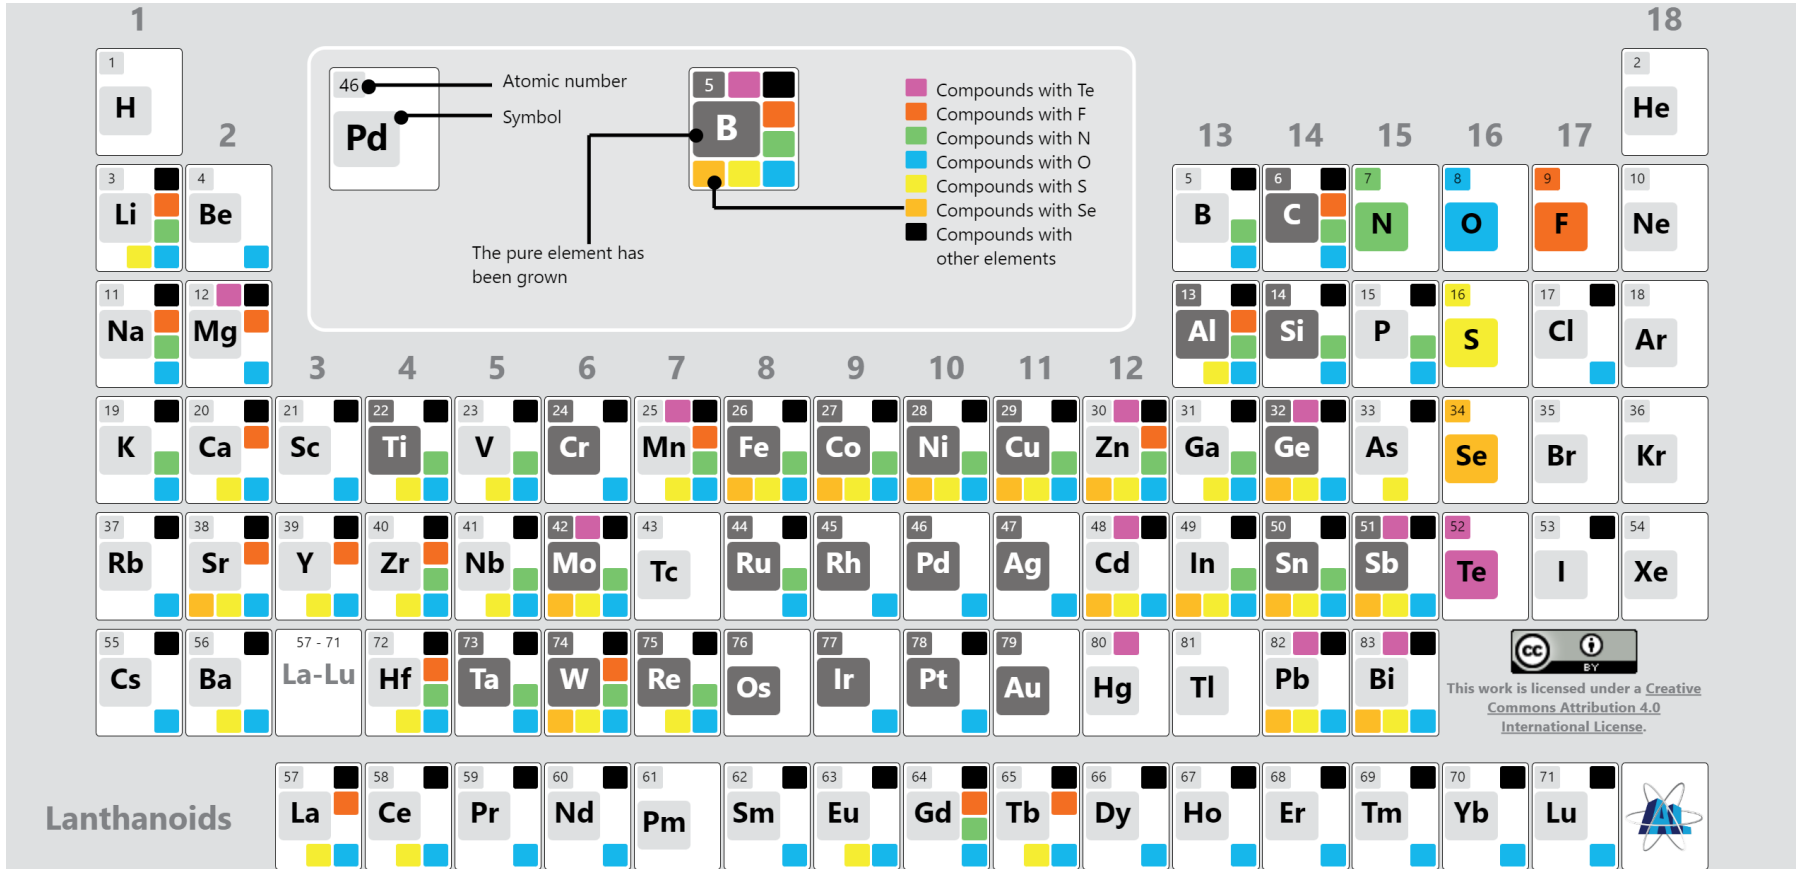 1 18
1 2
H He
46 Atomic number
Pd Symbol
5
B
The pure element has
been grown
Compounds with Te
Compounds with F
Compounds with N
Compounds with O
Compounds with S
Compounds with Se
Compounds with
other elements
2 13 14 15 16 17
3 4 5 6 7 8 9 10
Li Be B C N O F Ne
11 12 13 14 15 16 17 18
Na Mg Al Si P S Cl Ar
3 4 5 6 7 8 9 10 11 12
19 20 21 22 23 24 25 26 27 28 29 30 31 32 33 34 35 36
K Ca Sc Ti V Cr Mn Fe Co Ni Cu Zn Ga Ge As Se Br Kr
37 38 39 40 41 42 43 44 45 46 47 48 49 50 51 52 53 54
Rb Sr Y Zr Nb Mo Tc Ru Rh Pd Ag Cd In Sn Sb Te I Xe
55 56 57 - 71 72 73 74 75 76 77 78 79 80 81 82 83
Cs Ba La-Lu Hf Ta W Re Os Ir Pt Au Hg Tl Pb Bi
cc BY
This work is licensed under a Creative
Commons Attribution 4.0
International License.
57 58 59 60 61 62 63 64 65 66 67 68 69 70 71
Lanthanoids La Ce Pr Nd Pm Sm Eu Gd Tb Dy Ho Er Tm Yb Lu